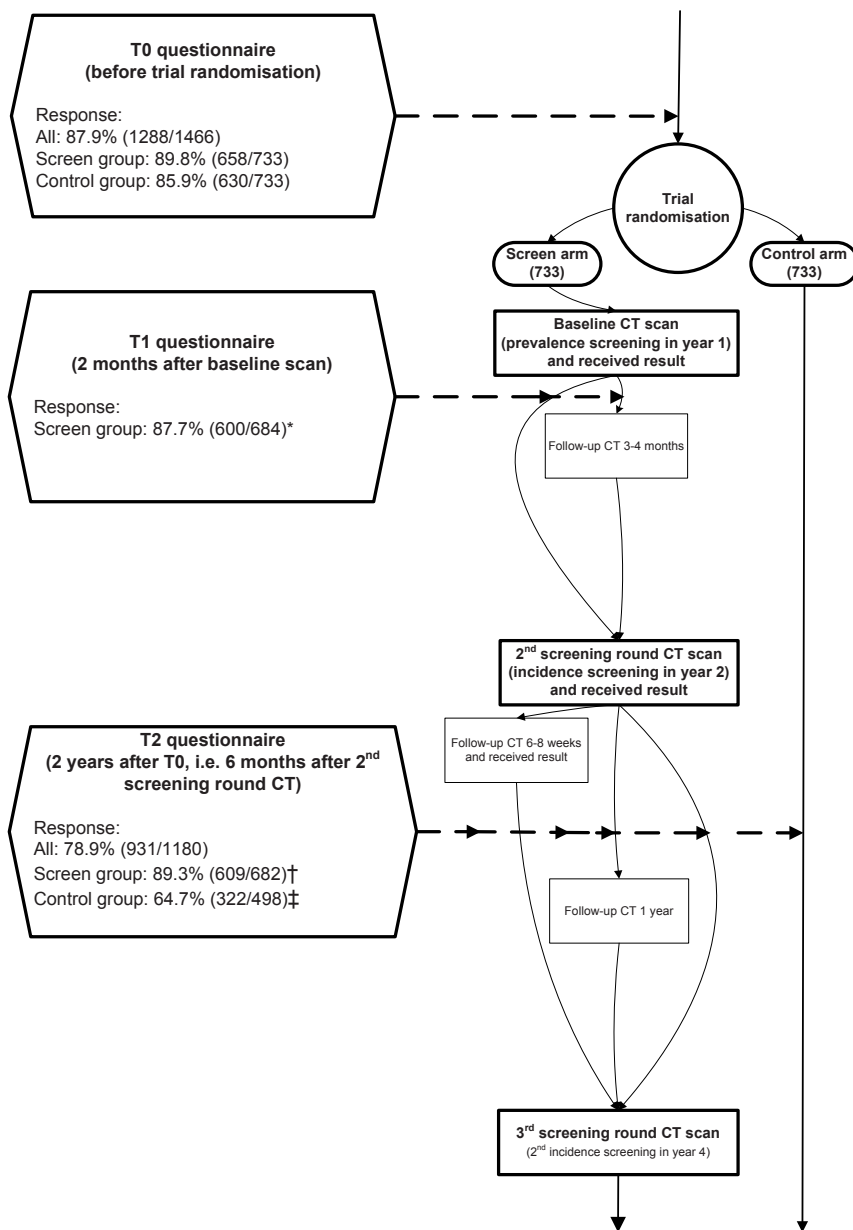 T0 questionnaire
(before trial randomisation)
Response:
All: 87.9% (1288/1466)
Screen group: 89.8% (658/733)
Control group: 85.9% (630/733)
Trial
randomisation
Screen arm
(733)
Control arm
(733)
Baseline CT scan
(prevalence screening in year 1)
and received result
T1 questionnaire
(2 months after baseline scan)
Response:
Screen group: 87.7% (600/684)*
Follow-up CT 3-4 months
2nd screening round CT scan
(incidence screening in year 2)
and received result
Follow-up CT 6-8 weeks
and received result
T2 questionnaire
(2 years after T0, i.e. 6 months after 2nd
screening round CT)
Response:
All: 78.9% (931/1180)
Screen group: 89.3% (609/682)†
Control group: 64.7% (322/498)‡
Follow-up CT 1 year
3rd screening round CT scan
(2nd incidence screening in year 4)